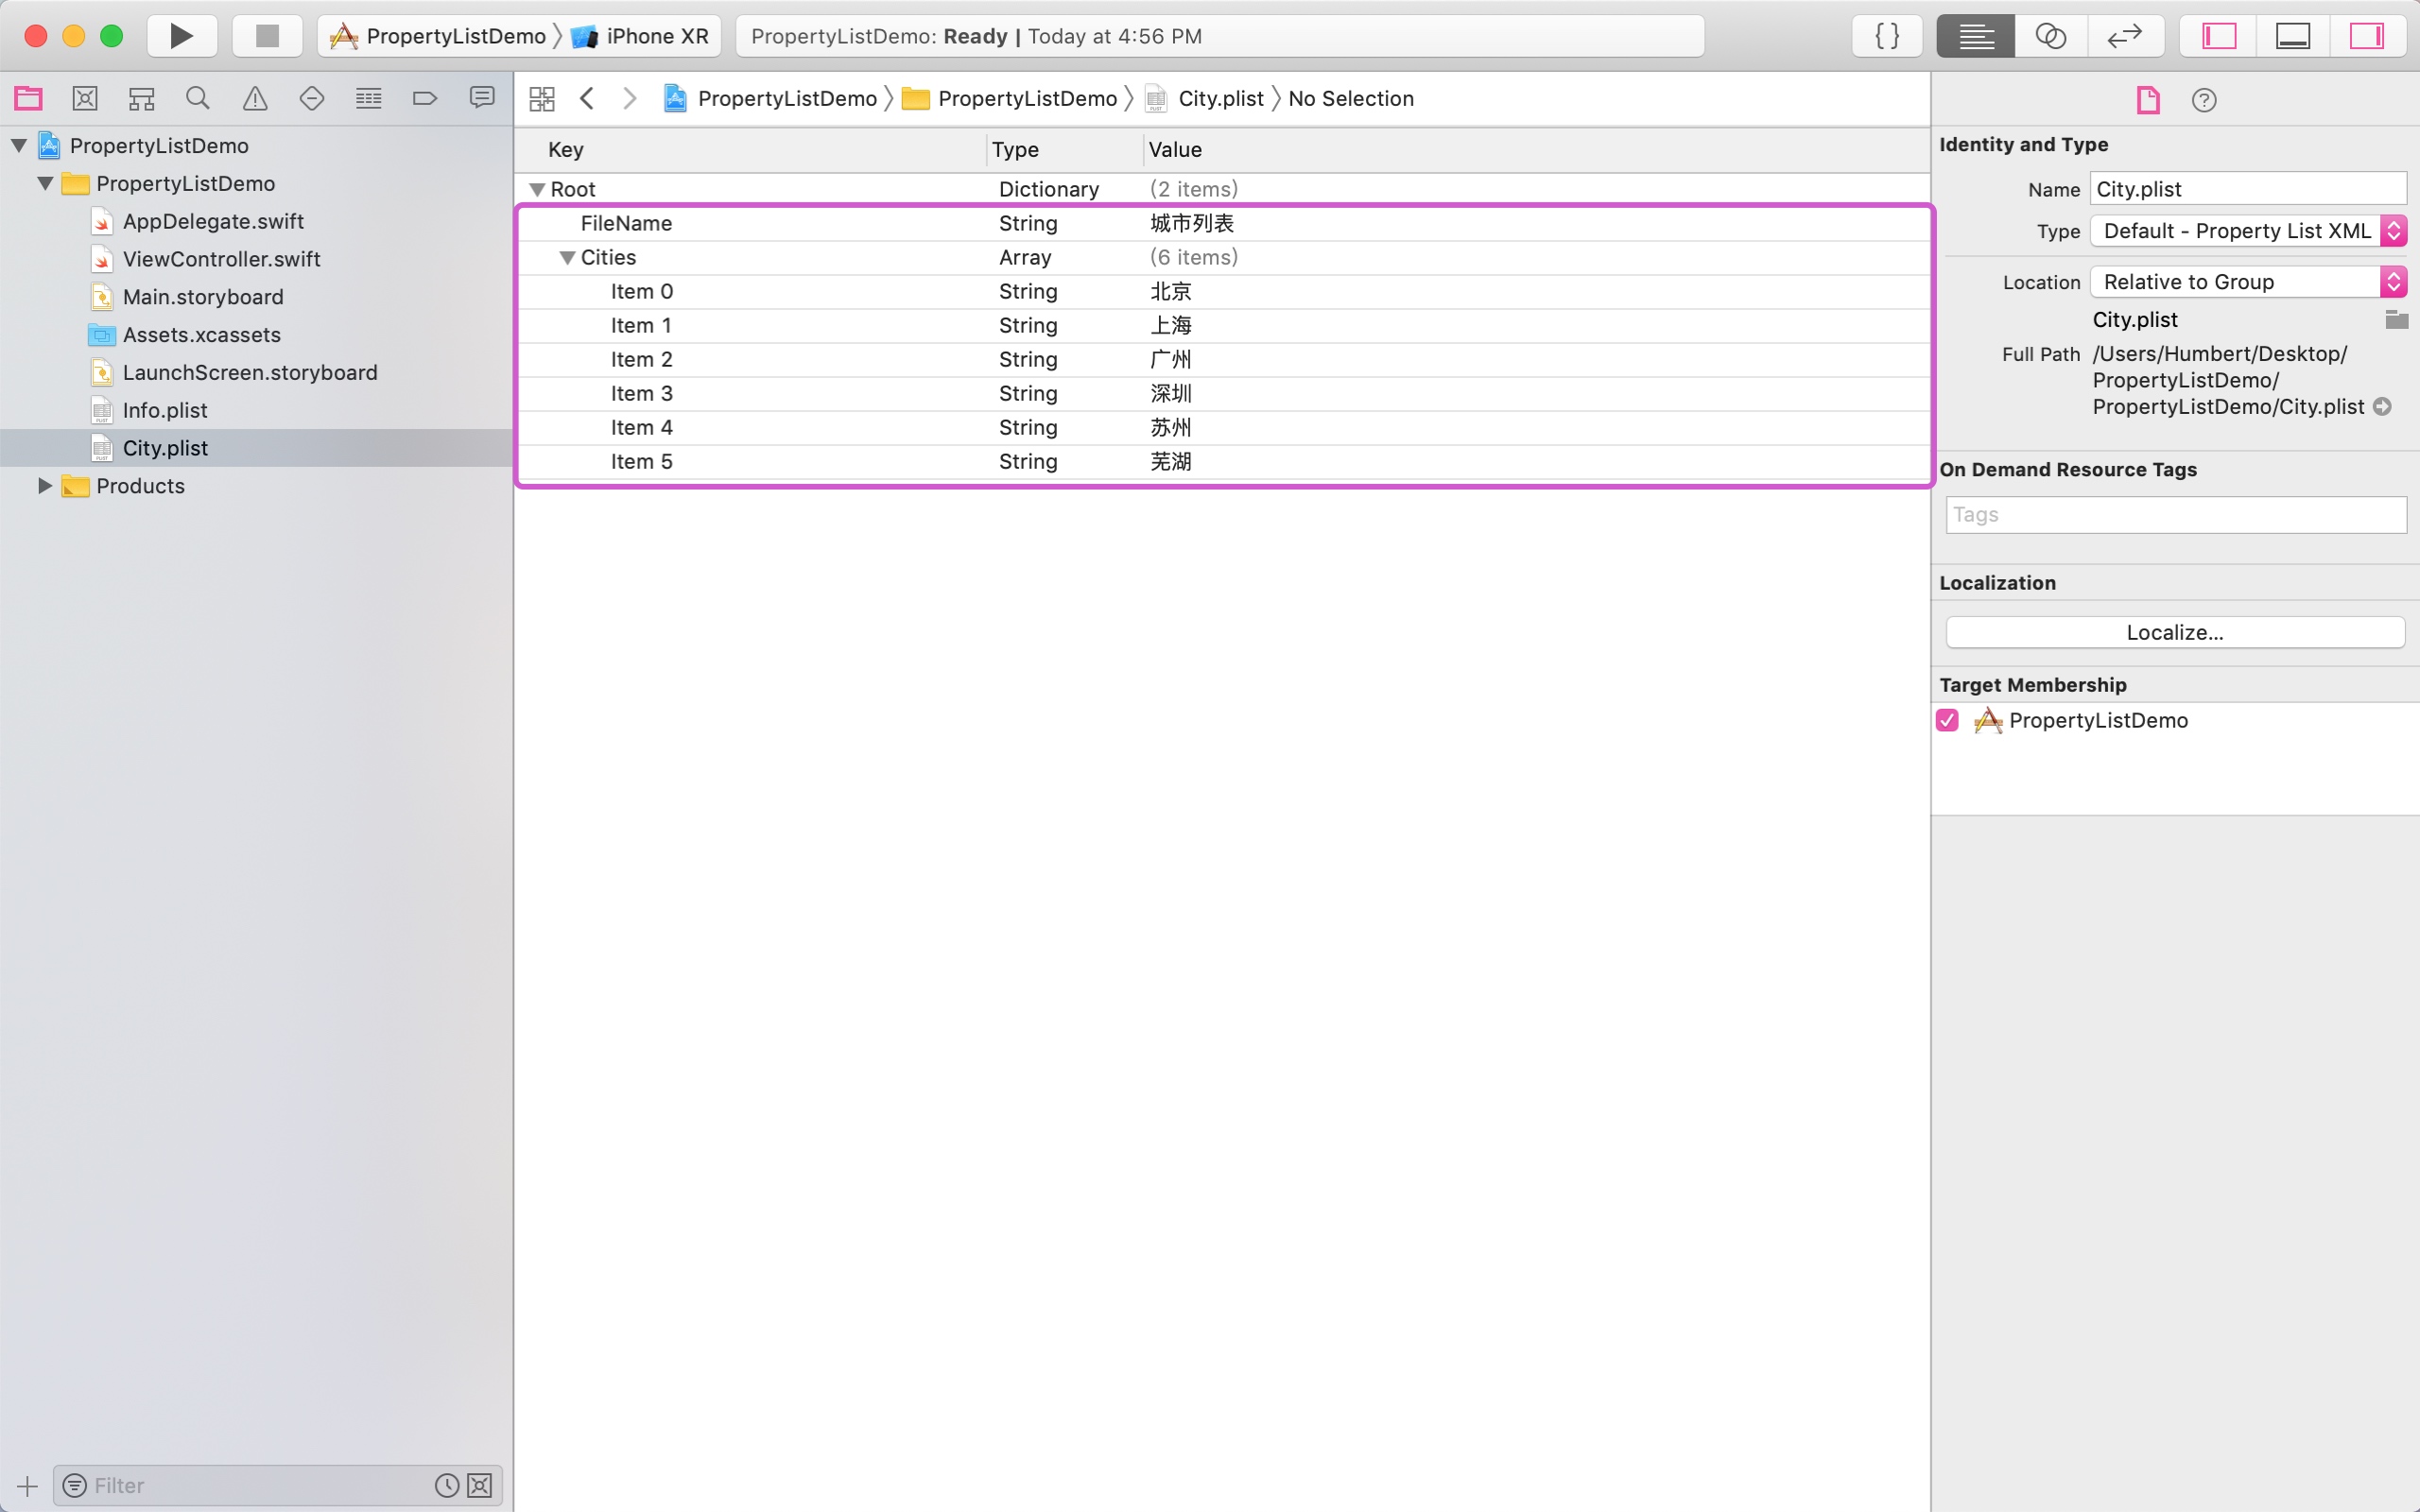 PropertyListDemo 〉 iPhone XR
PropertyListDemo: Ready | Today at 4:56 PM
{ }
PropertyListDemo
PropertyListDemo
AppDelegate.swift
ViewController.swift
Main.storyboard
Assets.xcassets
LaunchScreen.storyboard
Info.plist
City.plist
Products
Filter
PropertyListDemo 〉 PropertyListDemo 〉 City.plist 〉 No Selection
Key Type Value
Root Dictionary (2 items)
FileName String 城市列表
Cities Array (6 items)
Item 0 String 北京
Item 1 String 上海
Item 2 String 广州
Item 3 String 深圳
Item 4 String 苏州
Item 5 String 芜湖
Identity and Type
Name City.plist
Type Default - Property List XML
Location Relative to Group
City.plist
Full Path /Users/Humbert/Desktop/
PropertyListDemo/
PropertyListDemo/City.plist
On Demand Resource Tags
Tags
Localization
Localize...
Target Membership
PropertyListDemo